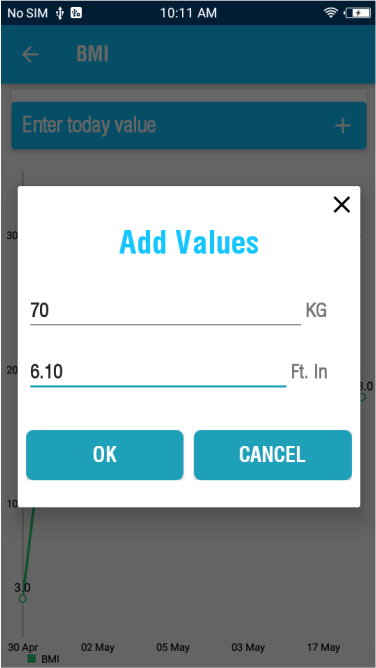 No SIM 10:11 AM
BMI
Enter today value +
30
Add Values
70 KG
6.10 Ft. In
20
3.0
OK CANCEL
10
3.0
30 Apr 02 May 05 May 03 May 17 May
BMI